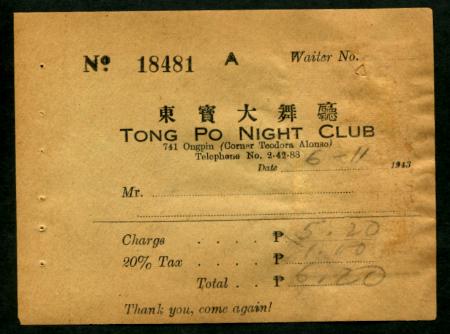 Nº 18481 A Waiter No.
東寶大舞廳
TONG PO NIGHT CLUB
741 Ongpin (Corner Teodora Alonso)
Telephone No. 2-42-88
Date 6-11 1943
Mr.
Charge . . . . ₱ 5.20
20% Tax . . . . ₱ 1.00
Total . . ₱ 6.20
Thank you, come again!